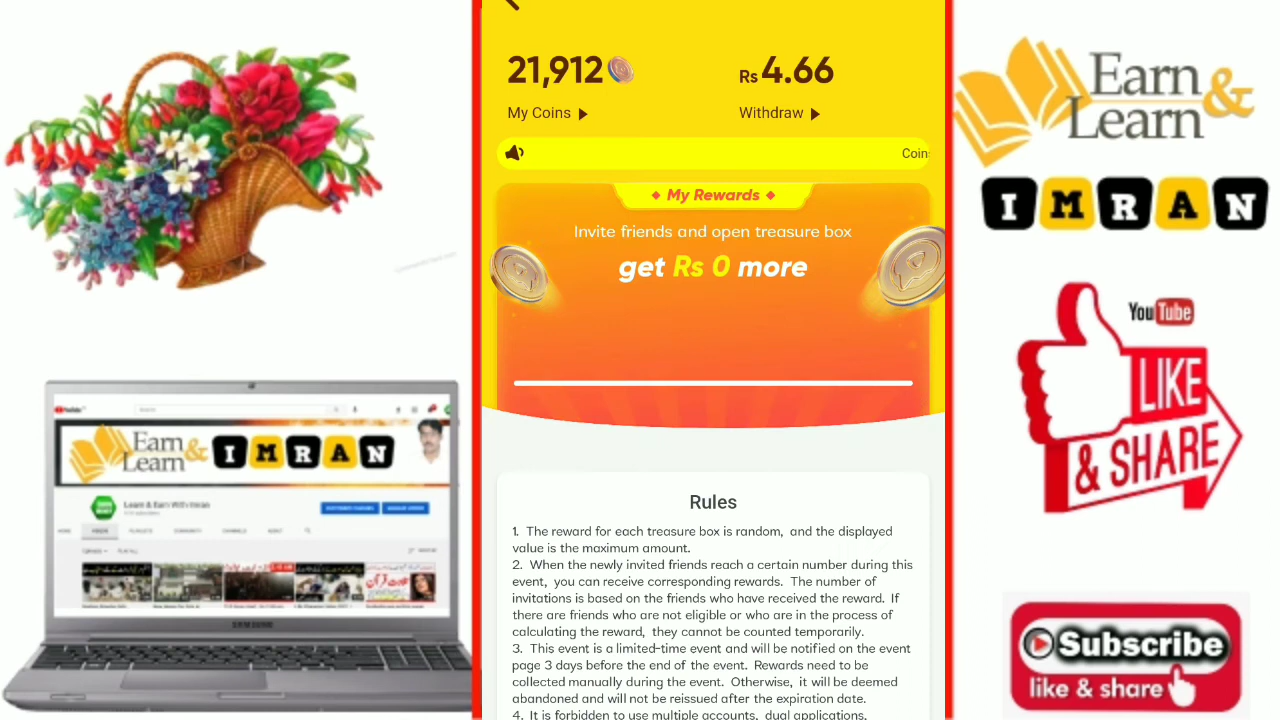 21,912
Rs 4.66
My Coins
Withdraw
Coin
My Rewards
Invite friends and open treasure box
get Rs 0 more
Rules
1. The reward for each treasure box is random, and the displayed
value is the maximum amount.
2. When the newly invited friends reach a certain number during this
event, you can receive corresponding rewards. The number of
invitations is based on the friends who have received the reward. If
there are friends who are not eligible or who are in the process of
calculating the reward, they cannot be counted temporarily.
3. This event is a limited-time event and will be notified on the event
page 3 days before the end of the event. Rewards need to be
collected manually during the event. Otherwise, it will be deemed
abandoned and will not be reissued after the expiration date.
4. It is forbidden to use multiple accounts, dual applications,
Earn &
Learn
IMRAN
YouTube
LIKE
& SHARE
Subscribe
like & share
Earn &
Learn
IMRAN
Learn & Earn With Imran
SAMSUNG